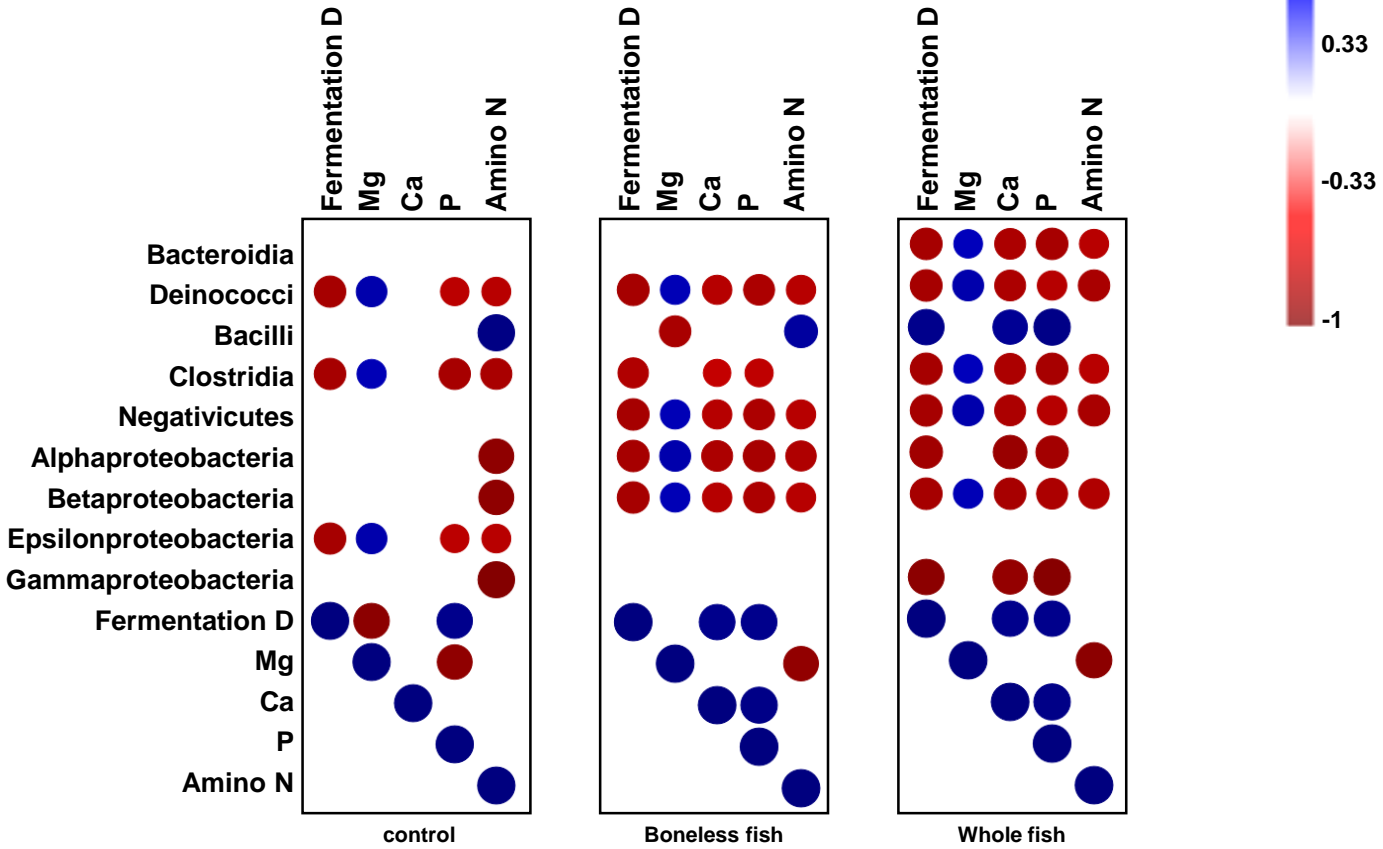 Fermentation D
Mg
Ca
P
Amino N
Fermentation D
Mg
Ca
P
Amino N
Fermentation D
Mg
Ca
P
Amino N
0.33
-0.33
-1
Bacteroidia
Deinococci
Bacilli
Clostridia
Negativicutes
Alphaproteobacteria
Betaproteobacteria
Epsilonproteobacteria
Gammaproteobacteria
Fermentation D
Mg
Ca
P
Amino N
control
Boneless fish
Whole fish